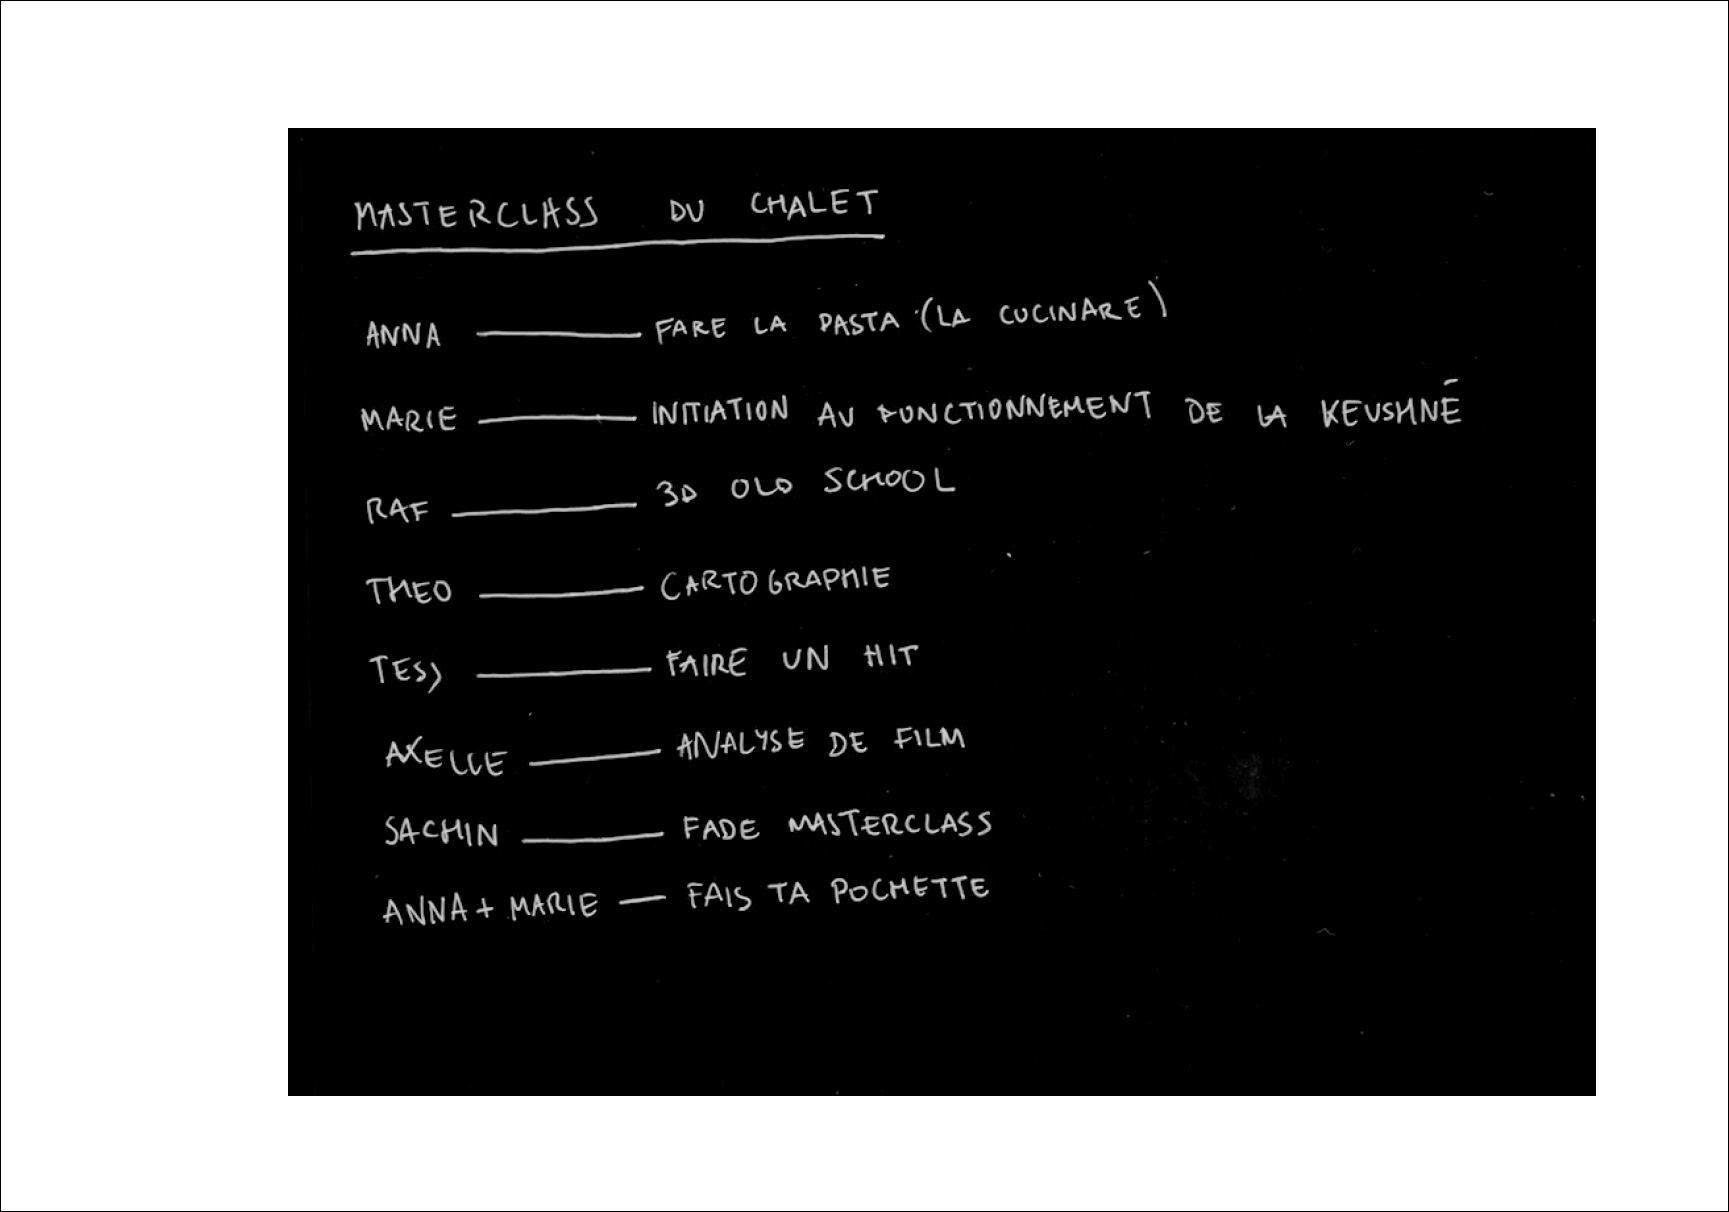 MASTERCLASS DU CHALET
ANNA — FARE LA PASTA (LA CUCINARE)
MARIE — INITIATION AU FONCTIONNEMENT DE LA KEUSHNÉ
RAF — 3D OLD SCHOOL
THEO — CARTOGRAPHIE
TESS — FAIRE UN HIT
AXELLE — ANALYSE DE FILM
SACHIN — FADE MASTERCLASS
ANNA + MARIE — FAIS TA POCHETTE